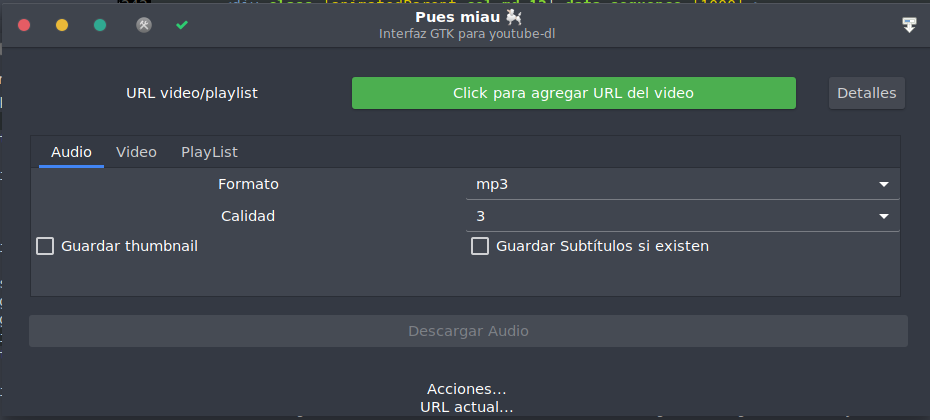 Pues miau 🐩
Interfaz GTK para youtube-dl
URL video/playlist
Click para agregar URL del video
Detalles
Audio Video PlayList
Formato mp3
Calidad 3
Guardar thumbnail
Guardar Subtítulos si existen
Descargar Audio
Acciones...
URL actual...